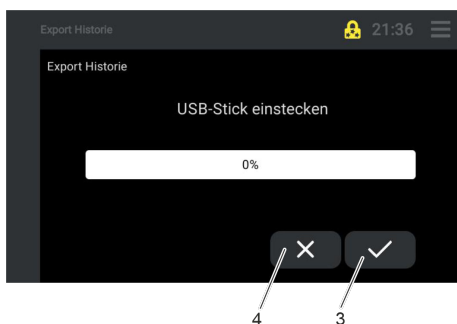 Export Historie
21:36
Export Historie
USB-Stick einstecken
0%
4
3